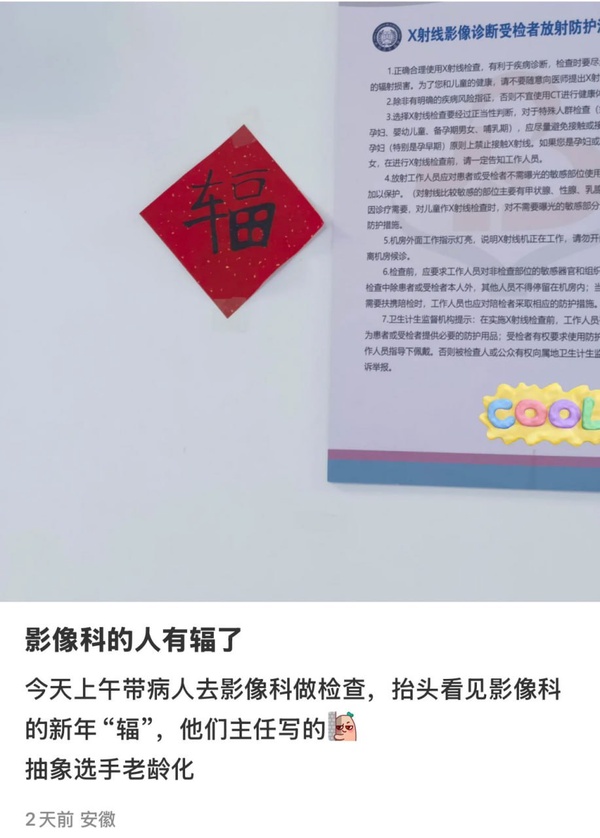 X射线影像诊断受检者放射防护
辐
1.正确合理使用X射线检查，有利于疾病诊断，检查时要尽
的辐射损害。为了您和儿童的健康，请不要随意向医师提出X射
2.除非有明确的疾病风险指征，否则不宜使用CT进行健康体
3.选择X射线检查要经过正当性判断，对于特殊人群检查（
孕妇、婴幼儿、备孕期男女、哺乳期），应尽量避免接触或接
孕妇（特别是孕早期）原则上禁止接触X射线。如果您是孕妇或
女，在进行X射线检查前，请一定告知工作人员。
4.放射工作人员应对患者或受检者不需曝光的敏感部位使用
加以保护。（对射线比较敏感的部位主要有甲状腺、性腺、乳腺
因诊疗需要，对儿童作X射线检查时，对不需要曝光的敏感部分
防护措施。
5.机房外面工作指示灯亮，说明X射线机正在工作，请勿开
离机房候诊。
6.检查前，应要求工作人员对非检查部位的敏感器官和组织
检查中除患者或受检者本人外，其他人员不得停留在机房内；当
需要扶携陪检时，工作人员也应对陪检者采取相应的防护措施。
7.卫生计生监督机构提示：在实施X射线检查前，工作人员
为患者或受检者提供必要的防护用品；受检者有权要求使用防护
作人员指导下佩戴。否则被检查人或公众有权向属地卫生计生监
诉举报。
COOL
影像科的人有辐了
今天上午带病人去影像科做检查，抬头看见影像科
的新年“辐”，他们主任写的
抽象选手老龄化
2天前 安徽